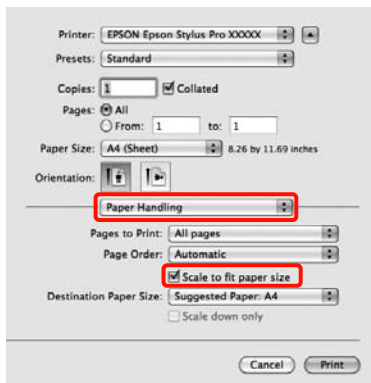 Printer: EPSON Epson Stylus Pro XXXXX
Presets: Standard
Copies: 1 Collated
Pages: All
From: 1 to: 1
Paper Size: A4 (Sheet) 8.26 by 11.69 inches
Orientation:
Paper Handling
Pages to Print: All pages
Page Order: Automatic
Scale to fit paper size
Destination Paper Size: Suggested Paper: A4
Scale down only
Cancel Print